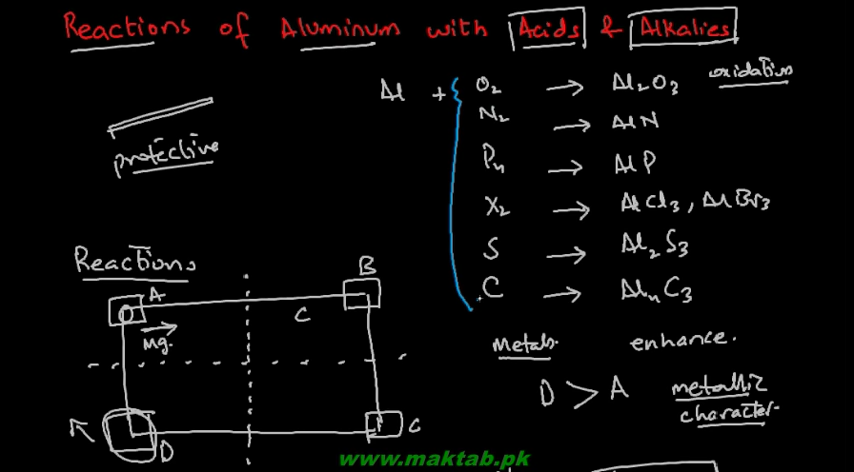 Reactions of Aluminum with Acids & Alkalies
Al + O2 → Al2O3 oxidation
N2 → AlN
P4 → AlP
X2 → AlCl3, AlBr3
S → Al2S3
C → Al4C3
protective
Reactions
A
B
C
Mg.
D
C
metals. enhance.
D > A metallic
character.
www.maktab.pk